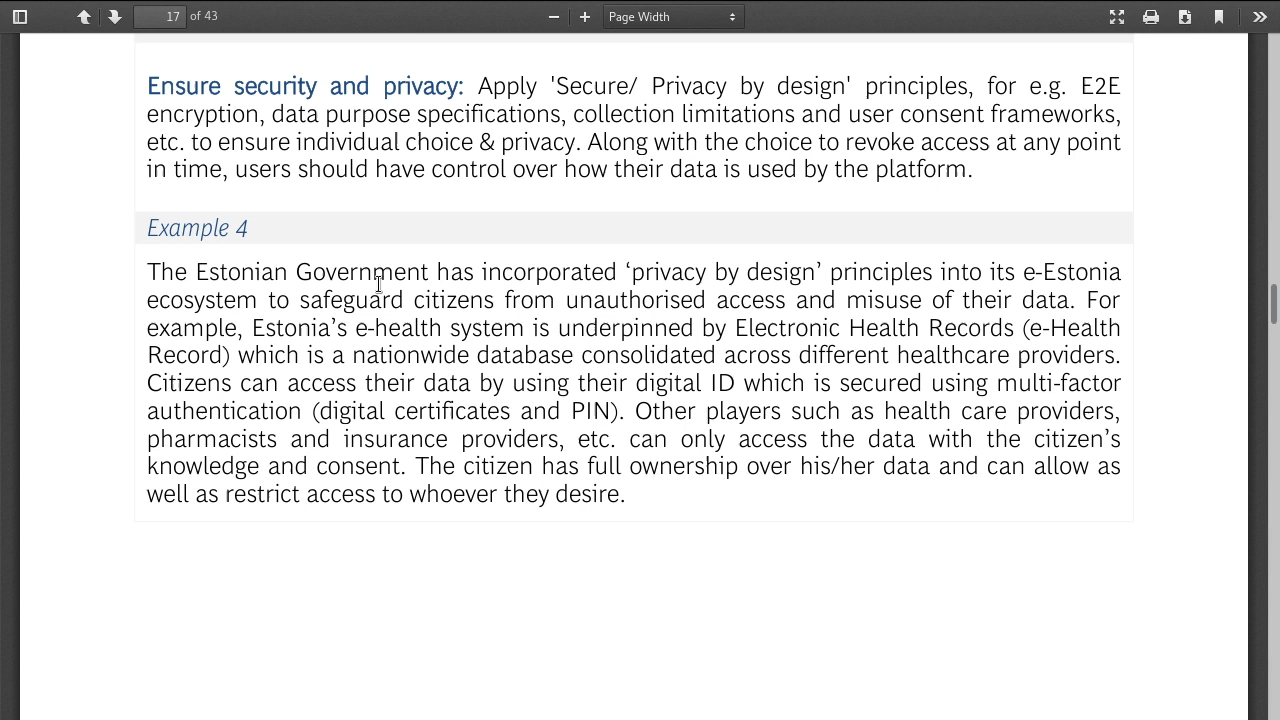 17 of 43
Page Width
Ensure security and privacy: Apply 'Secure/ Privacy by design' principles, for e.g. E2E
encryption, data purpose specifications, collection limitations and user consent frameworks,
etc. to ensure individual choice & privacy. Along with the choice to revoke access at any point
in time, users should have control over how their data is used by the platform.
Example 4
The Estonian Government has incorporated ‘privacy by design’ principles into its e-Estonia
ecosystem to safeguard citizens from unauthorised access and misuse of their data. For
example, Estonia’s e-health system is underpinned by Electronic Health Records (e-Health
Record) which is a nationwide database consolidated across different healthcare providers.
Citizens can access their data by using their digital ID which is secured using multi-factor
authentication (digital certificates and PIN). Other players such as health care providers,
pharmacists and insurance providers, etc. can only access the data with the citizen’s
knowledge and consent. The citizen has full ownership over his/her data and can allow as
well as restrict access to whoever they desire.